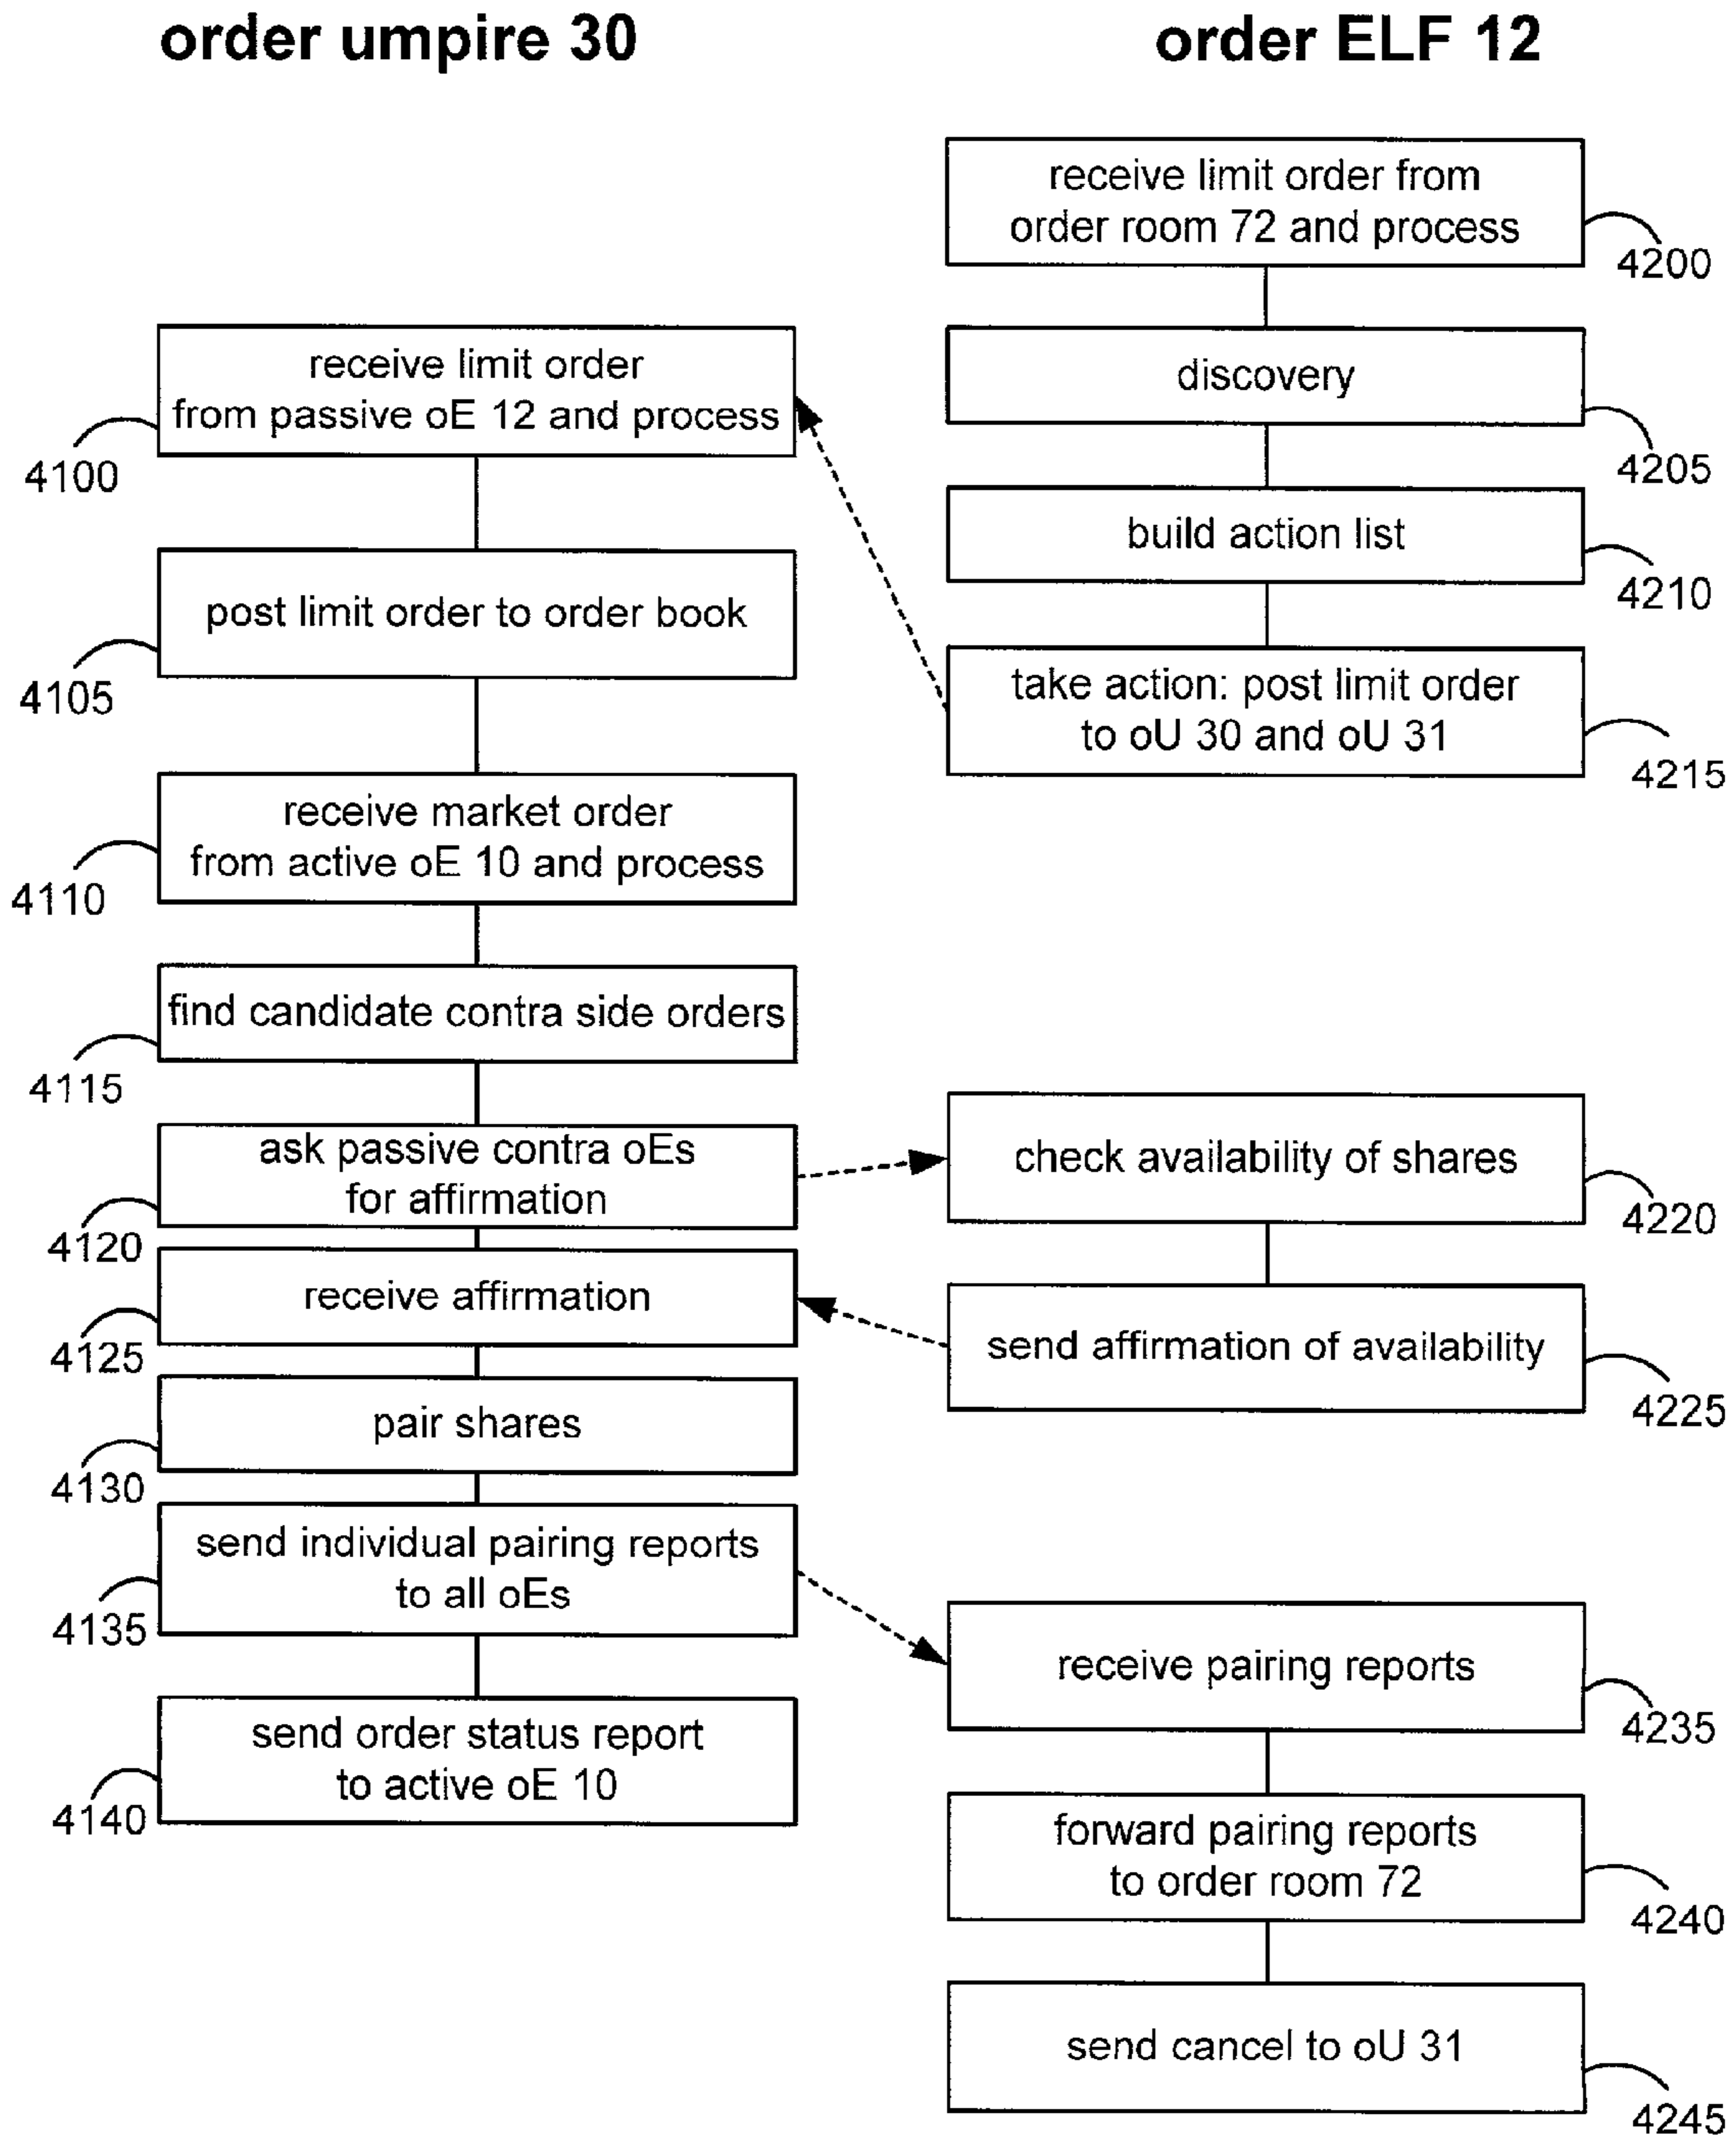 order umpire 30
receive limit order
from passive oE 12 and process
4100
post limit order to order book
4105
receive market order
from active oE 10 and process
4110
find candidate contra side orders
4115
ask passive contra oEs
for affirmation
4120
receive affirmation
4125
pair shares
4130
send individual pairing reports
to all oEs
4135
send order status report
to active oE 10
4140
order ELF 12
receive limit order from
order room 72 and process
4200
discovery
4205
build action list
4210
take action: post limit order
to oU 30 and oU 31
4215
check availability of shares
4220
send affirmation of availability
4225
receive pairing reports
4235
forward pairing reports
to order room 72
4240
send cancel to oU 31
4245